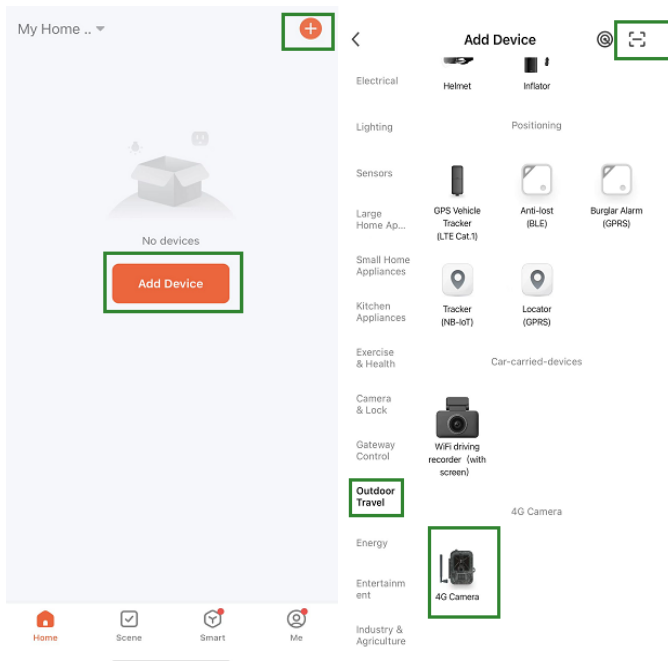 My Home ..
No devices
Add Device
Home
Scene
Smart
Me
Add Device
Electrical
Lighting
Sensors
Large
Home Ap...
Small Home
Appliances
Kitchen
Appliances
Exercise
& Health
Camera
& Lock
Gateway
Control
Outdoor
Travel
Energy
Entertainm
ent
Industry &
Agriculture
Helmet
Inflator
Positioning
GPS Vehicle
Tracker
(LTE Cat.1)
Anti-lost
(BLE)
Burglar Alarm
(GPRS)
Tracker
(NB-IoT)
Locator
(GPRS)
Car-carried-devices
WiFi driving
recorder（with
screen）
4G Camera
4G Camera